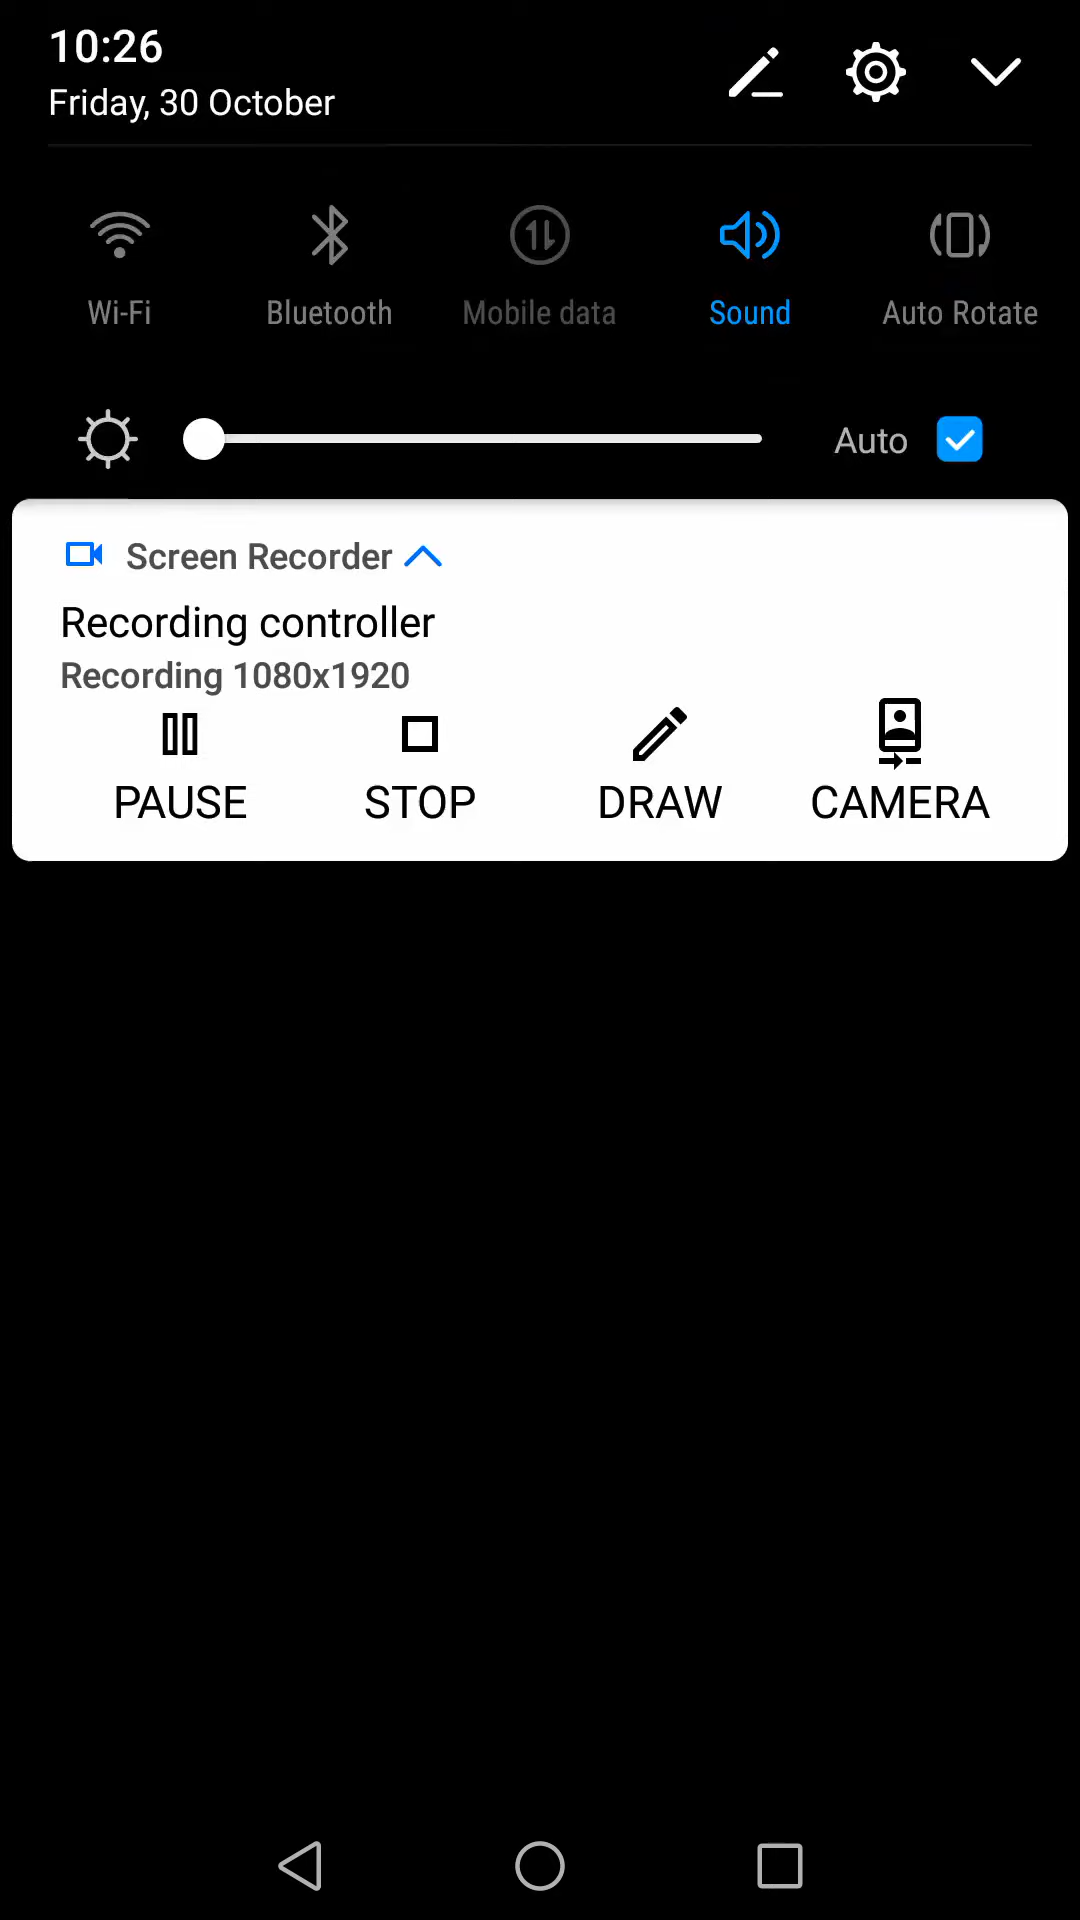 10:26
Friday, 30 October
Wi-Fi Bluetooth Mobile data Sound Auto Rotate
Auto
Screen Recorder
Recording controller
Recording 1080x1920
PAUSE STOP DRAW CAMERA